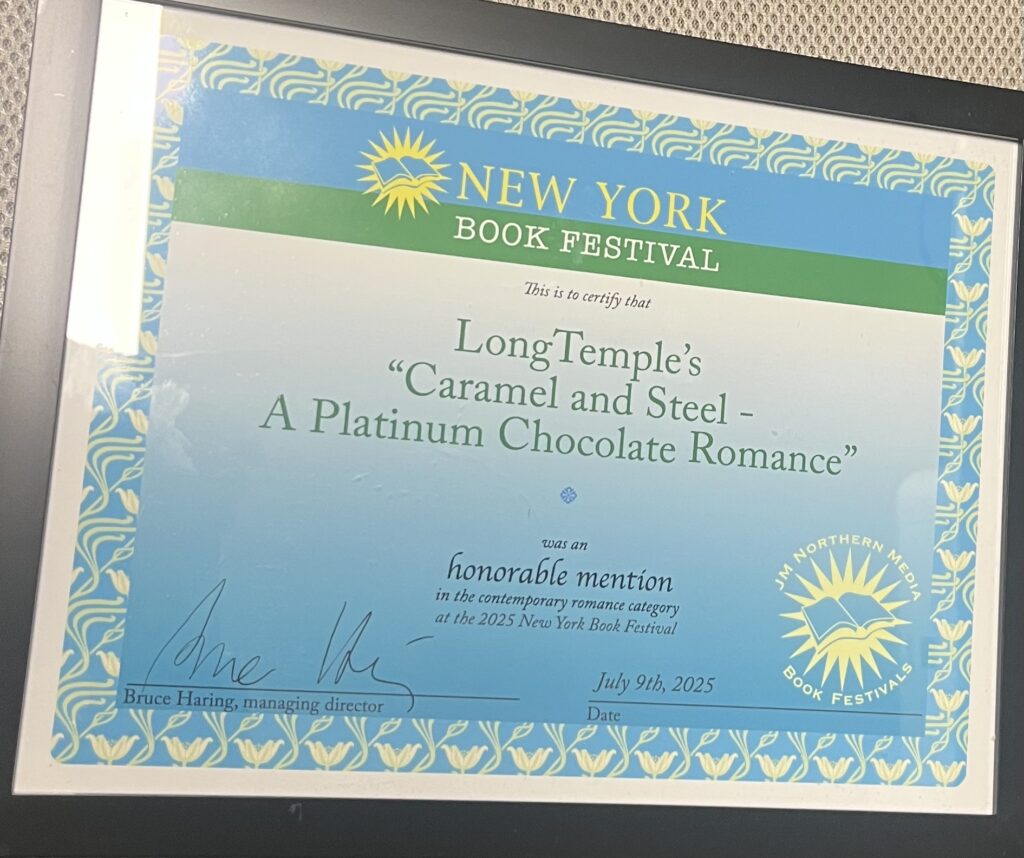 NEW YORK
BOOK FESTIVAL
This is to certify that
LongTemple's
"Caramel and Steel -
A Platinum Chocolate Romance"
was an
honorable mention
in the contemporary romance category
at the 2025 New York Book Festival
Bruce Haring, managing director
July 9th, 2025
Date
JM NORTHERN MEDIA
BOOK FESTIVALS